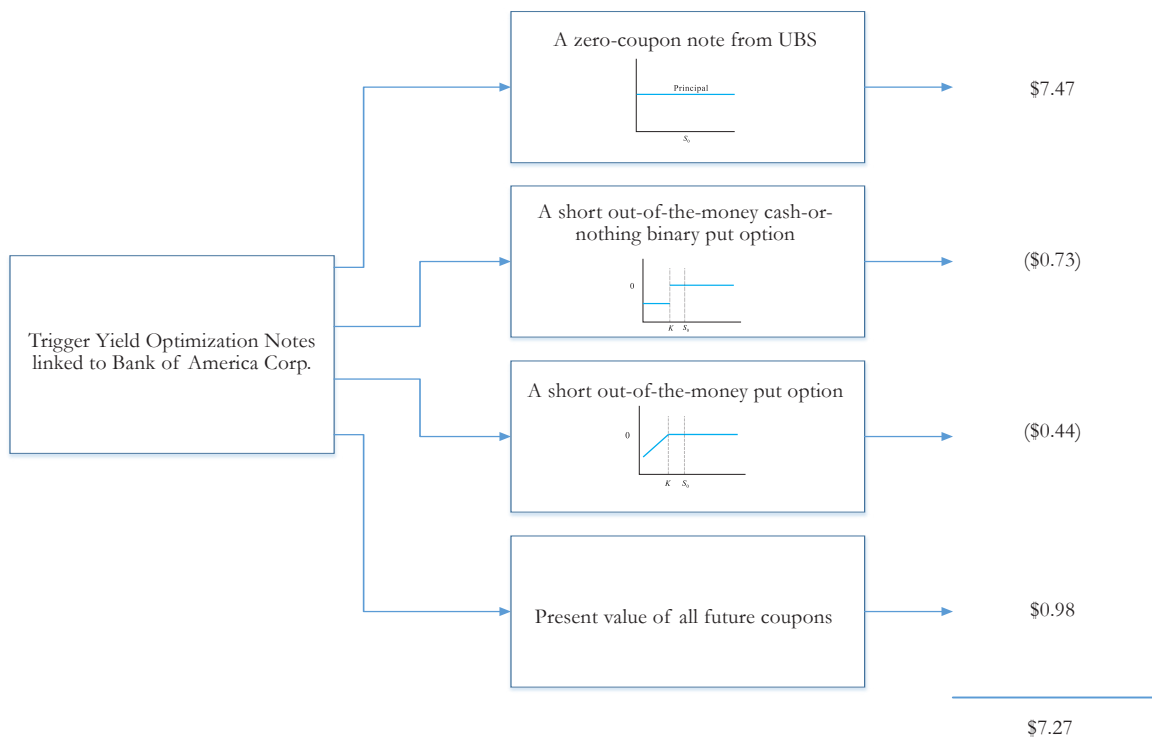 A zero-coupon note from UBS
Principal
S₀
$7.47
A short out-of-the-money cash-or-
nothing binary put option
0
K S₀
($0.73)
Trigger Yield Optimization Notes
linked to Bank of America Corp.
A short out-of-the-money put option
0
K S₀
($0.44)
Present value of all future coupons
$0.98
$7.27